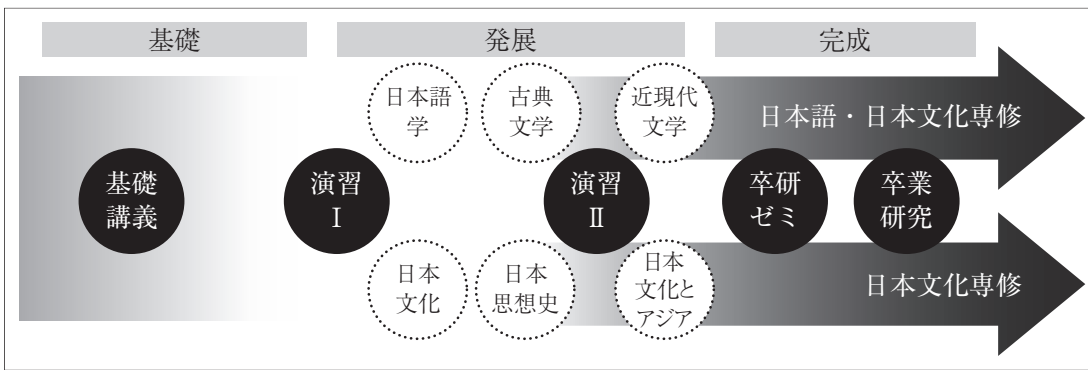 基礎
発展
完成
日本語
学
古典
文学
近現代
文学
日本語・日本文化専修
基礎
講義
演習
Ⅰ
演習
Ⅱ
卒研
ゼミ
卒業
研究
日本
文化
日本
思想史
日本
文化と
アジア
日本文化専修